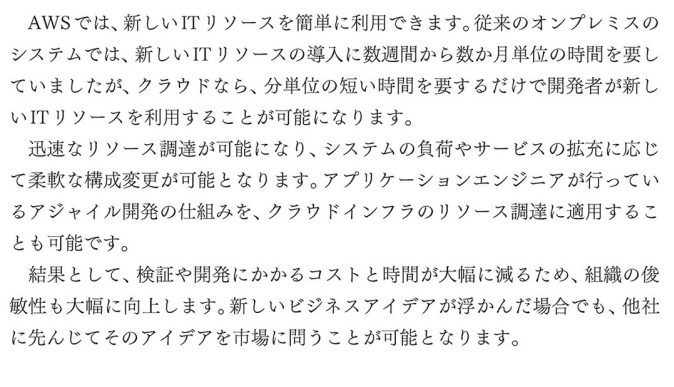 AWSでは、新しいITリソースを簡単に利用できます。従来のオンプレミスの
システムでは、新しいITリソースの導入に数週間から数か月単位の時間を要し
ていましたが、クラウドなら、分単位の短い時間を要するだけで開発者が新し
いITリソースを利用することが可能になります。
迅速なリソース調達が可能になり、システムの負荷やサービスの拡充に応じ
て柔軟な構成変更が可能となります。アプリケーションエンジニアが行ってい
るアジャイル開発の仕組みを、クラウドインフラのリソース調達に適用するこ
とも可能です。
結果として、検証や開発にかかるコストと時間が大幅に減るため、組織の俊
敏性も大幅に向上します。新しいビジネスアイデアが浮かんだ場合でも、他社
に先んじてそのアイデアを市場に問うことが可能となります。